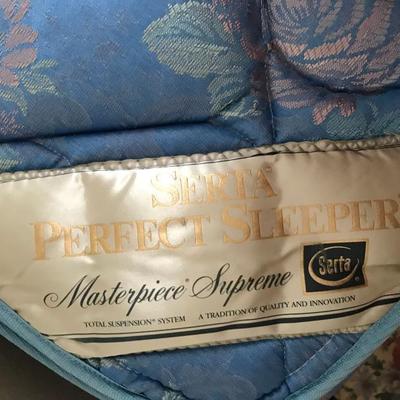 SERTA
PERFECT SLEEPER®
Masterpiece® Supreme
Serta
TOTAL SUSPENSION® SYSTEM A TRADITION OF QUALITY AND INNOVATION